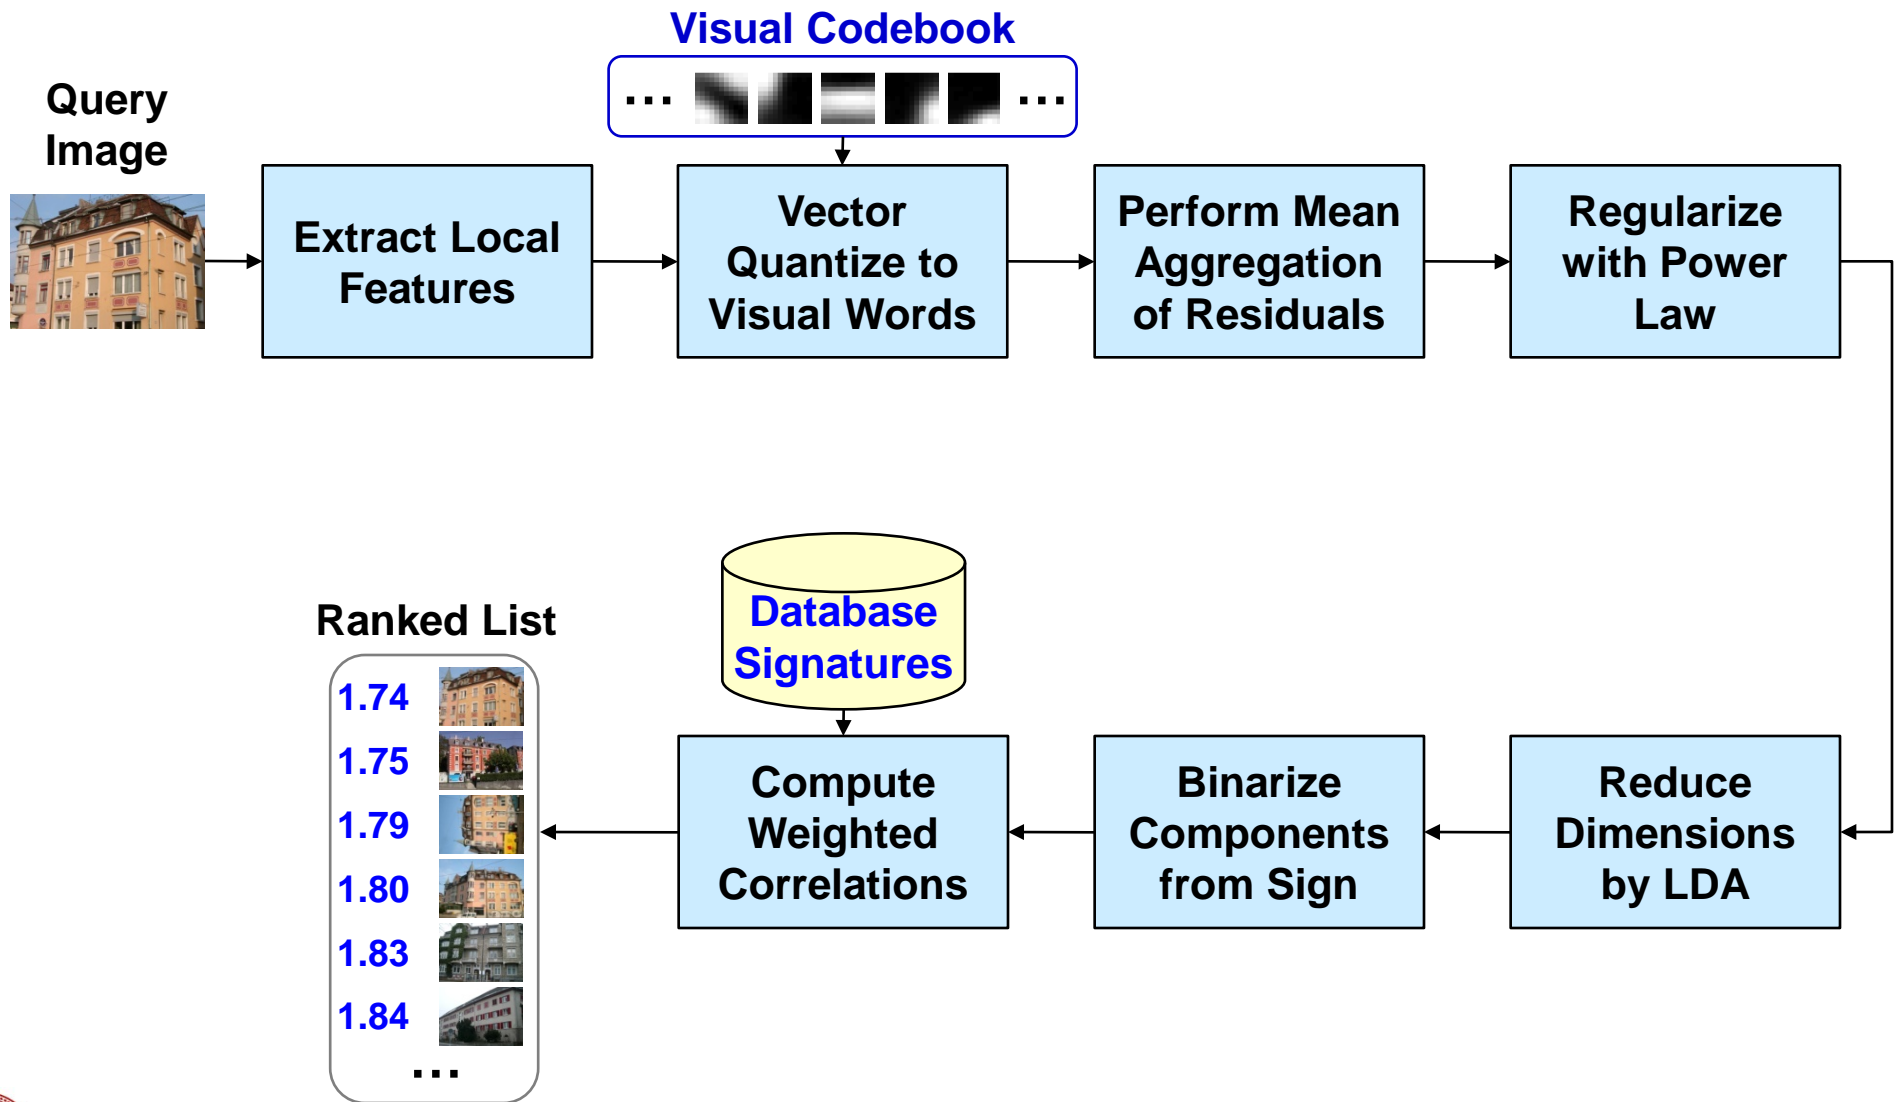 Visual Codebook
... ...
Query
Image
Extract Local
Features
Vector
Quantize to
Visual Words
Perform Mean
Aggregation
of Residuals
Regularize
with Power
Law
Reduce
Dimensions
by LDA
Binarize
Components
from Sign
Database
Signatures
Compute
Weighted
Correlations
Ranked List
1.74
1.75
1.79
1.80
1.83
1.84
...